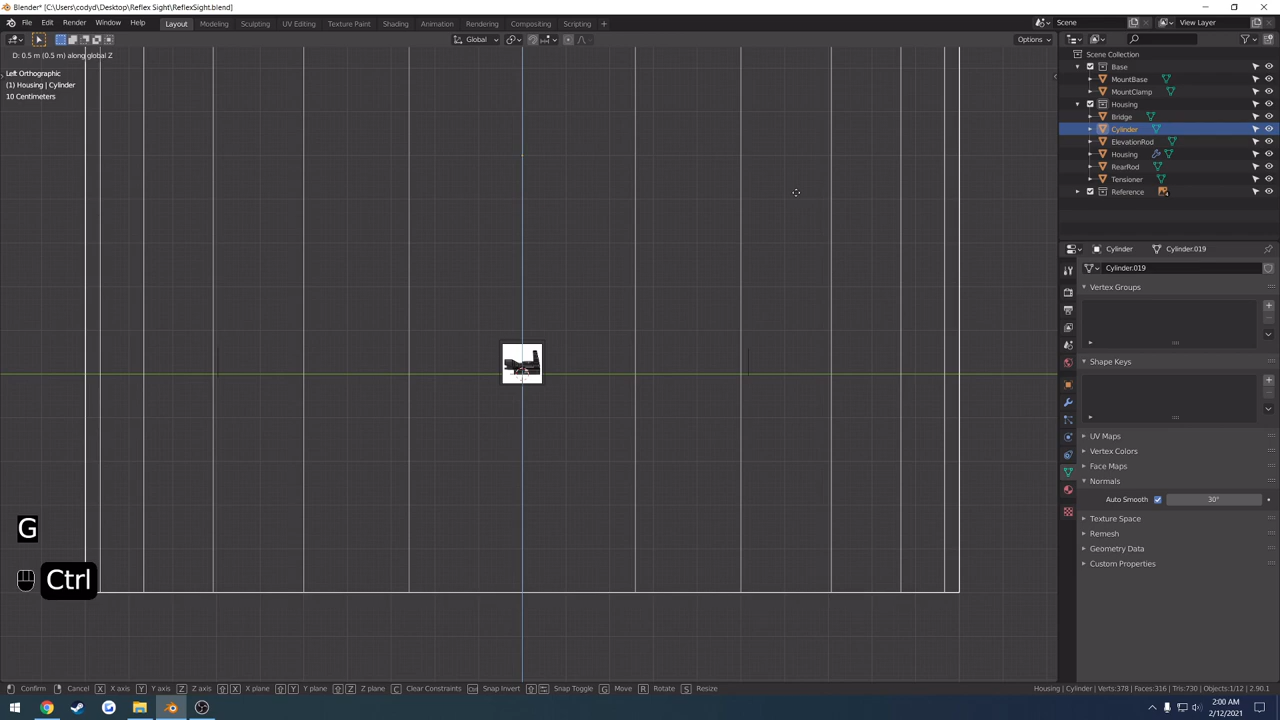 Blender* [C:\Users\codyd\Desktop\Reflex Sight\ReflexSight.blend]
File Edit Render Window Help Layout Modeling Sculpting UV Editing Texture Paint Shading Animation Rendering Compositing Scripting + Scene View Layer
Global Options
D: 0.5 m (0.5 m) along global Z
Left Orthographic
(1) Housing | Cylinder
10 Centimeters
Scene Collection
Base
MountBase
MountClamp
Housing
Bridge
Cylinder
ElevationRod
Housing
RearRod
Tensioner
Reference
Cylinder Cylinder.019
Cylinder.019
Vertex Groups
Shape Keys
UV Maps
Vertex Colors
Face Maps
Normals
Auto Smooth 30°
Texture Space
Remesh
Geometry Data
Custom Properties
G
Ctrl
Confirm Cancel X X axis Y Y axis Z Z axis X X plane Y Y plane Z Z plane C Clear Constraints Snap Invert Snap Toggle G Move R Rotate S Resize
Housing | Cylinder | Verts:378 | Faces:316 | Tris:730 | Objects:1/12 | 2.90.1
2:00 AM
2/12/2021